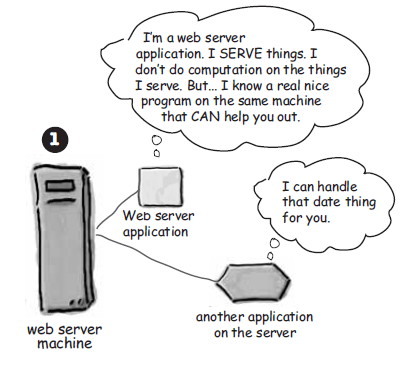 I'm a web server
application. I SERVE things. I
don't do computation on the things
I serve. But... I know a real nice
program on the same machine
that CAN help you out.
1
I can handle
that date thing
for you.
Web server
application
another application
on the server
web server
machine